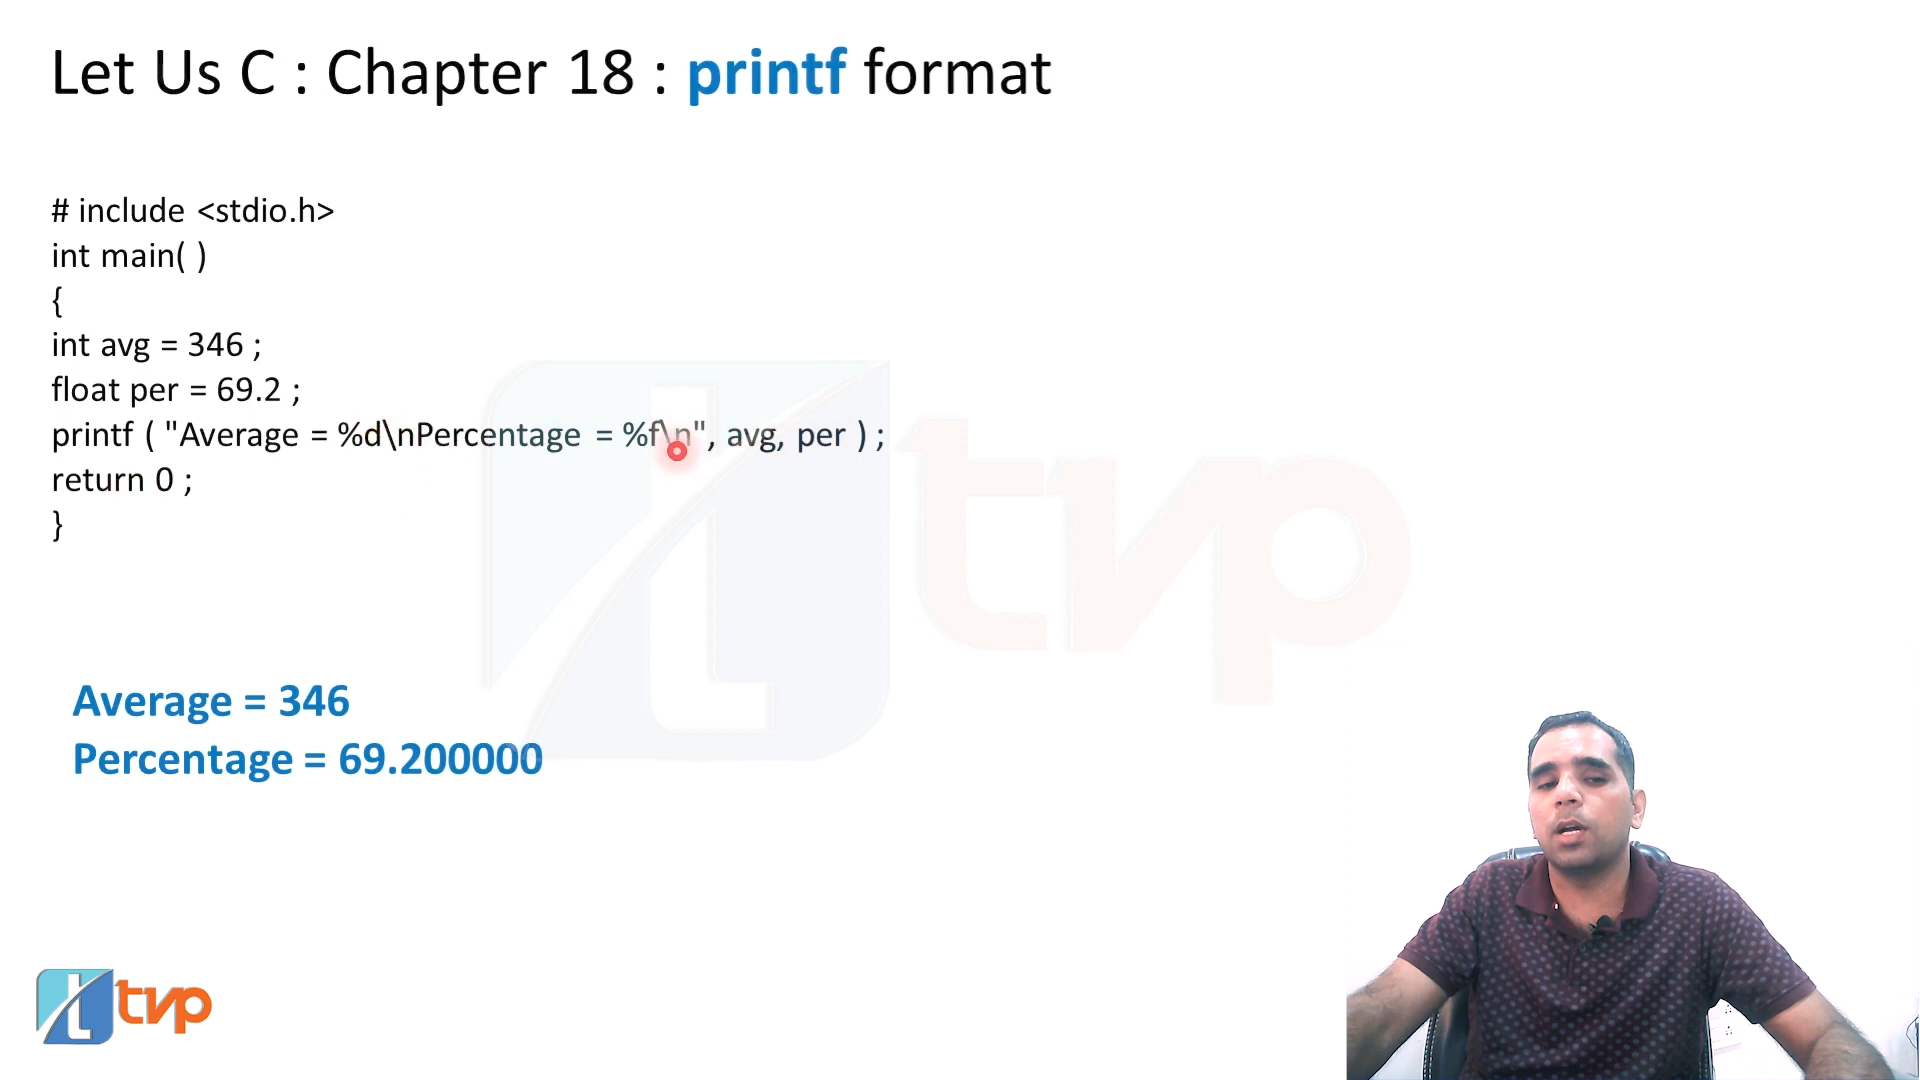 Let Us C : Chapter 18 : printf format
# include <stdio.h>
int main( )
{
int avg = 346 ;
float per = 69.2 ;
printf ( "Average = %d\nPercentage = %f\n", avg, per ) ;
return 0 ;
}
tvp
Average = 346
Percentage = 69.200000
tvp